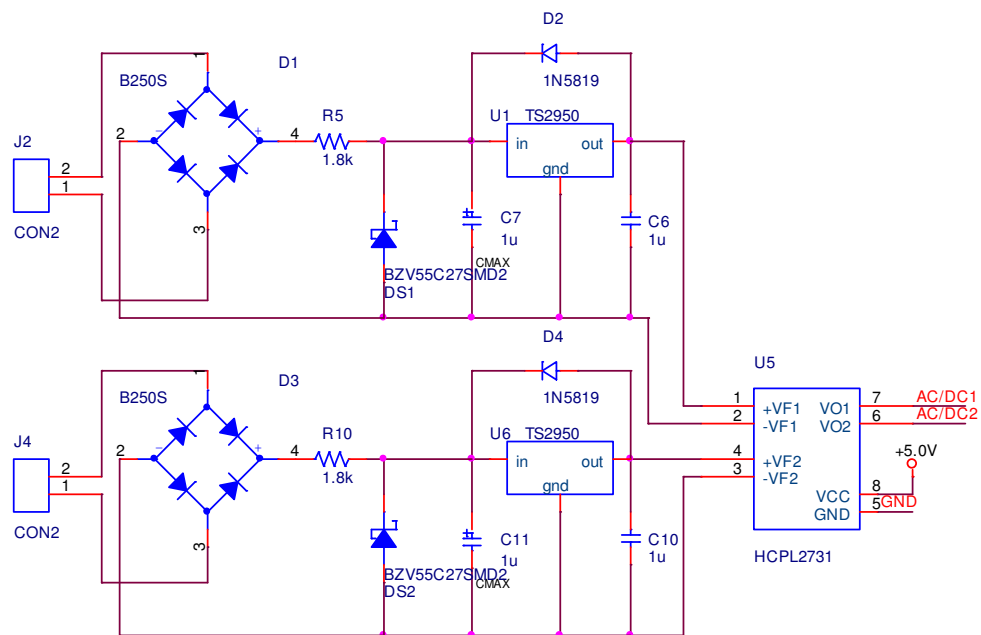 D2
D1
B250S
1
1N5819
R5
U1
TS2950
J2
2
4
1.8k
in
out
gnd
−
+
2
1
C7
1u
C6
1u
3
CON2
CMAX
BZV55C27SMD2
DS1
D4
U5
D3
B250S
1
1N5819
1
+VF1
VO1
7
AC/DC1
2
-VF1
VO2
6
AC/DC2
R10
U6
TS2950
J4
2
4
1.8k
in
out
gnd
−
+
4
+VF2
3
-VF2
+5.0V
2
1
VCC
8
GND
5
GND
C11
1u
C10
1u
3
CON2
CMAX
BZV55C27SMD2
DS2
HCPL2731